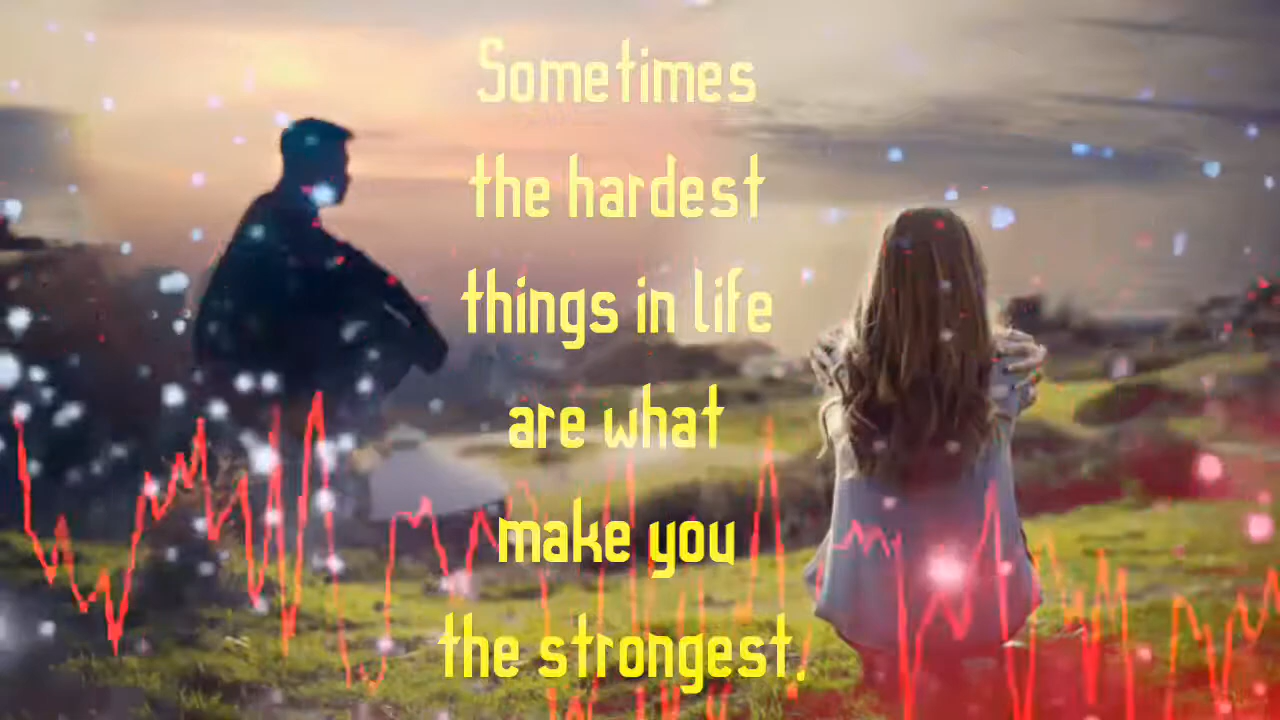 Sometimes
the hardest
things in life
are what
make you
the strongest.